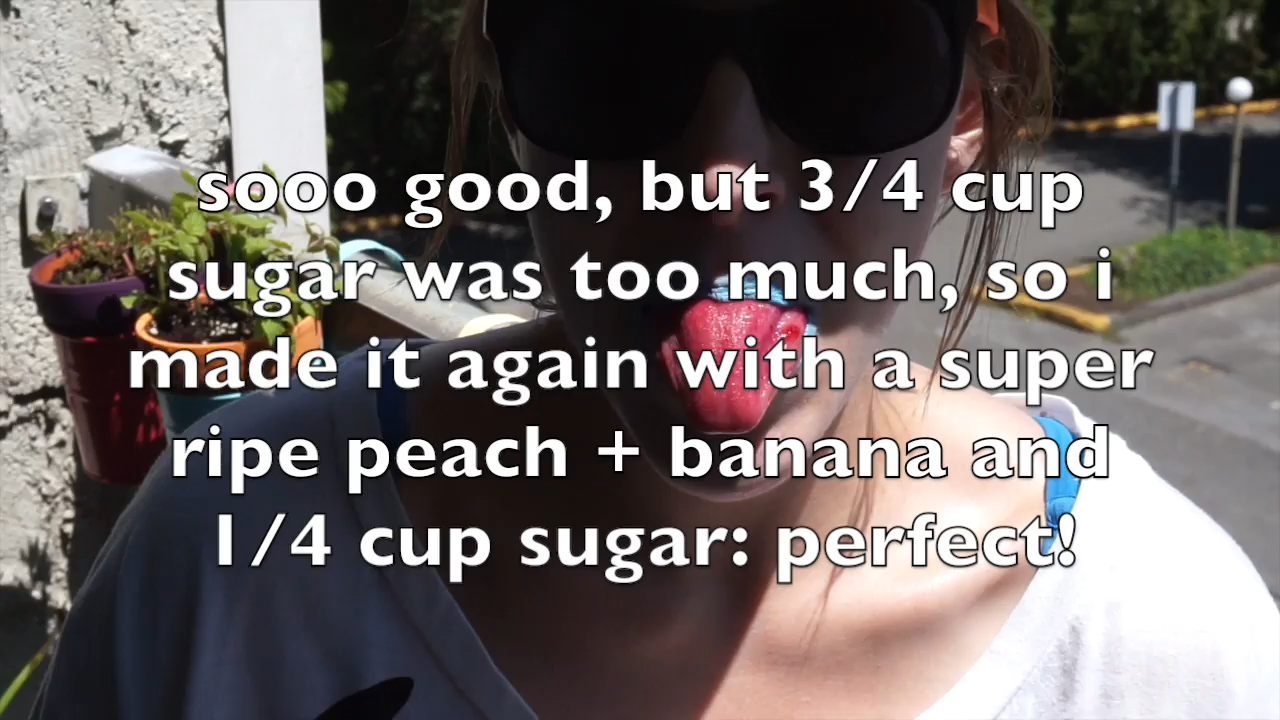 sooo good, but 3/4 cup
sugar was too much, so i
made it again with a super
ripe peach + banana and
1/4 cup sugar: perfect!